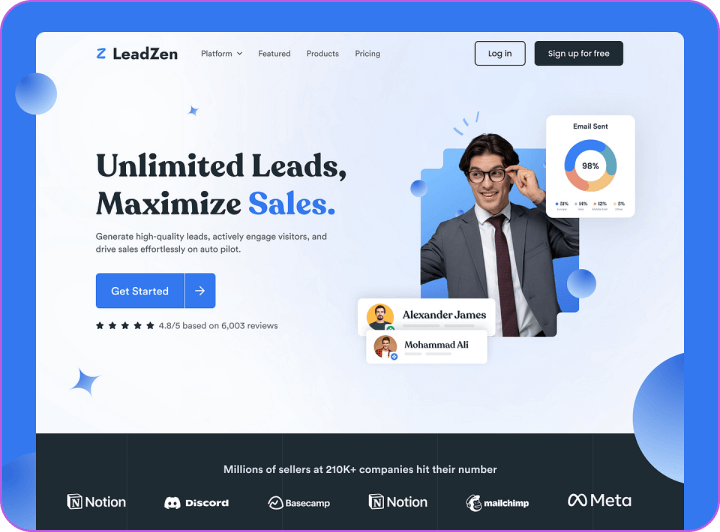 LeadZen
Platform
Featured
Products
Pricing
Log in
Sign up for free
Email Sent
98%
Unlimited Leads,
Maximize Sales.
Generate high-quality leads, actively engage visitors, and
drive sales effortlessly on auto pilot.
Get Started
4.8/5 based on 6,003 reviews
Alexander James
Mohammad Ali
Millions of sellers at 210K+ companies hit their number
Notion
Discord
Basecamp
Notion
mailchimp
Meta